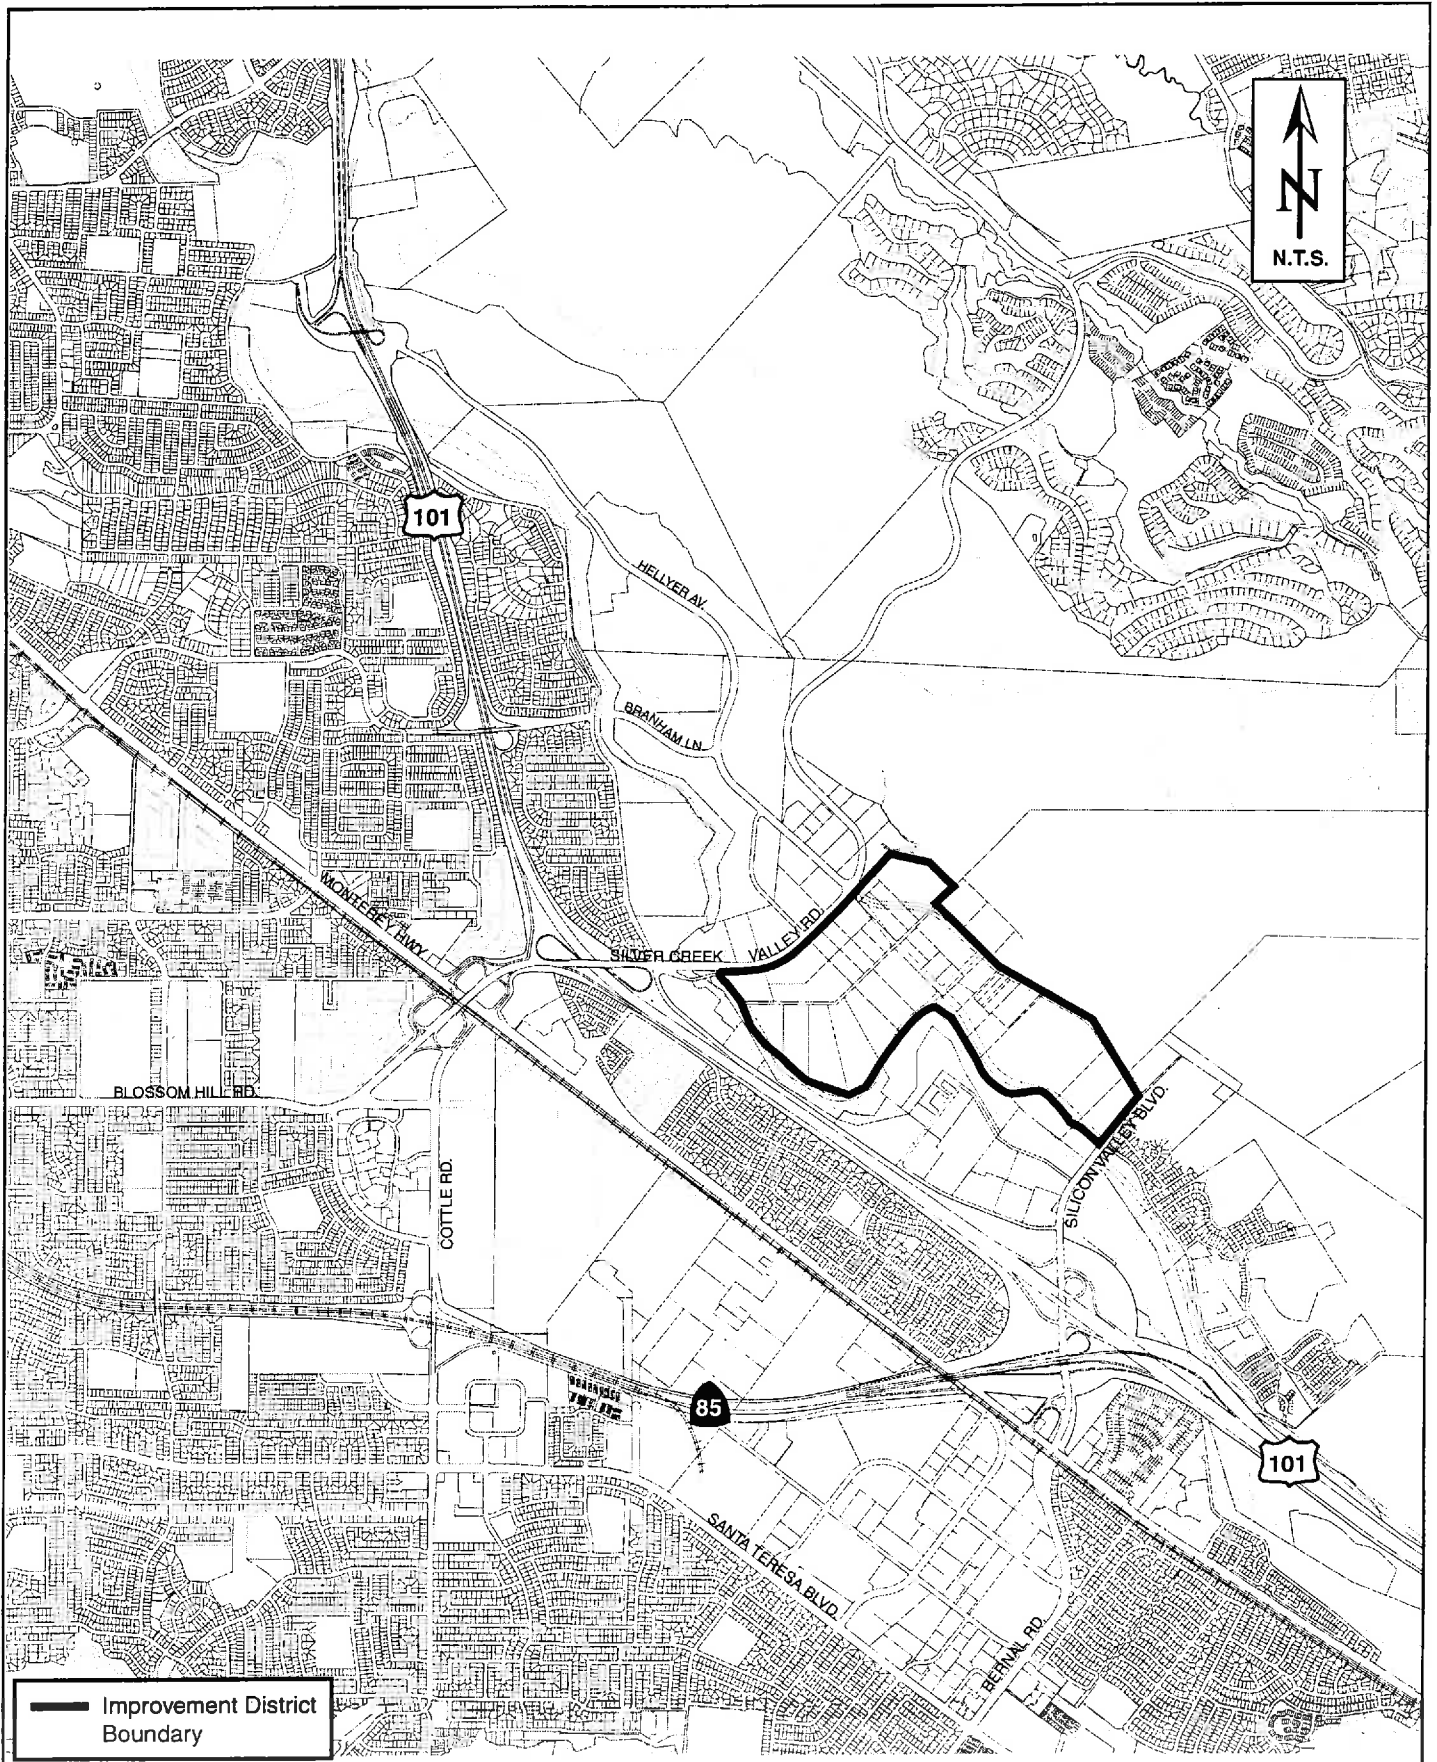 N
N.T.S.
101
HELLYER AV.
BRANHAM LN.
MONTEREY HWY
SILVER CREEK VALLEY RD.
BLOSSOM HILL RD.
COTTLE RD.
SILICON VALLEY BLVD.
85
101
SANTA TERESA BLVD.
BERNAL RD.
Improvement District
Boundary